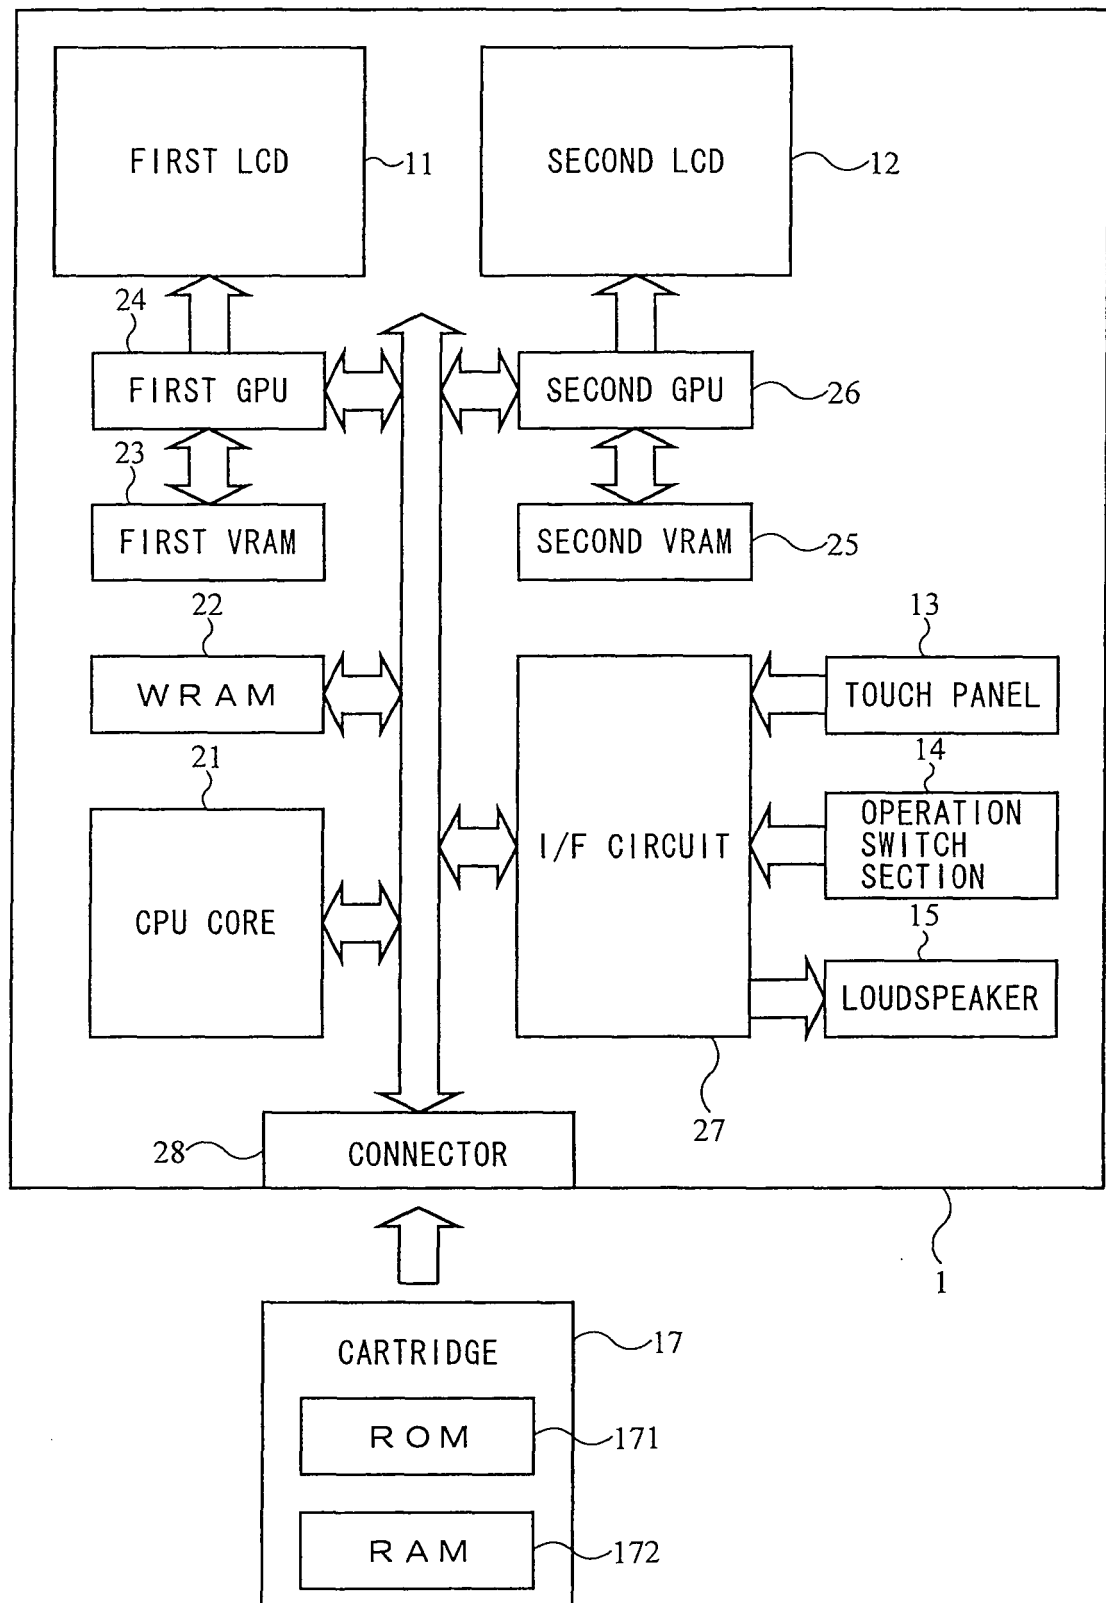 FIRST LCD
11
SECOND LCD
12
24
FIRST GPU
SECOND GPU
26
23
FIRST VRAM
SECOND VRAM
25
22
WRAM
13
TOUCH PANEL
21
CPU CORE
I/F CIRCUIT
14
OPERATION
SWITCH
SECTION
15
LOUDSPEAKER
27
28
CONNECTOR
1
CARTRIDGE
17
ROM
171
RAM
172